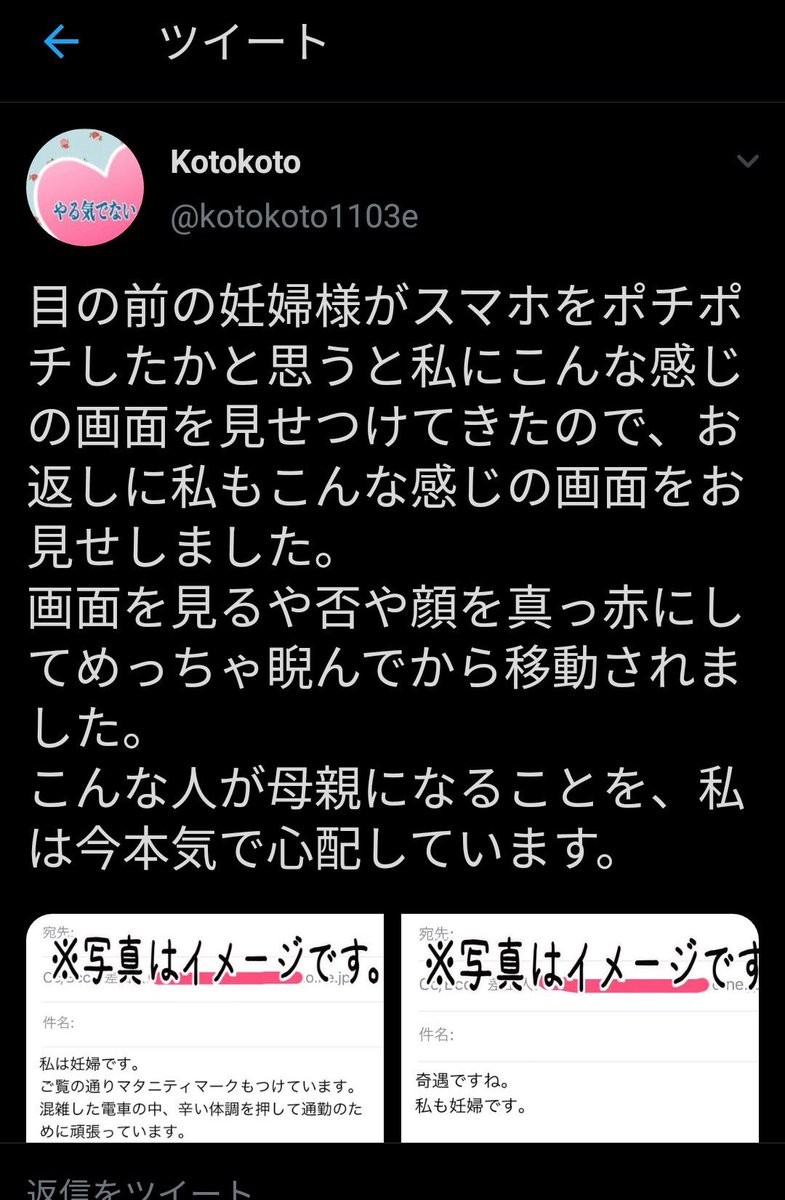 ツイート
やる気でない
Kotokoto
@kotokoto1103e
目の前の妊婦様がスマホをポチポ
チしたかと思うと私にこんな感じ
の画面を見せつけてきたので、お
返しに私もこんな感じの画面をお
見せしました。
画面を見るや否や顔を真っ赤にし
てめっちゃ睨んでから移動されま
した。
こんな人が母親になることを、私
は今本気で心配しています。
宛先:
※写真はイメージです。
件名:
私は妊婦です。
ご覧の通りマタニティマークもつけています。
混雑した電車の中、辛い体調を押して通勤のた
めに頑張っています。
宛先:
※写真はイメージです
件名:
奇遇ですね。
私も妊婦です。
返信をツイート